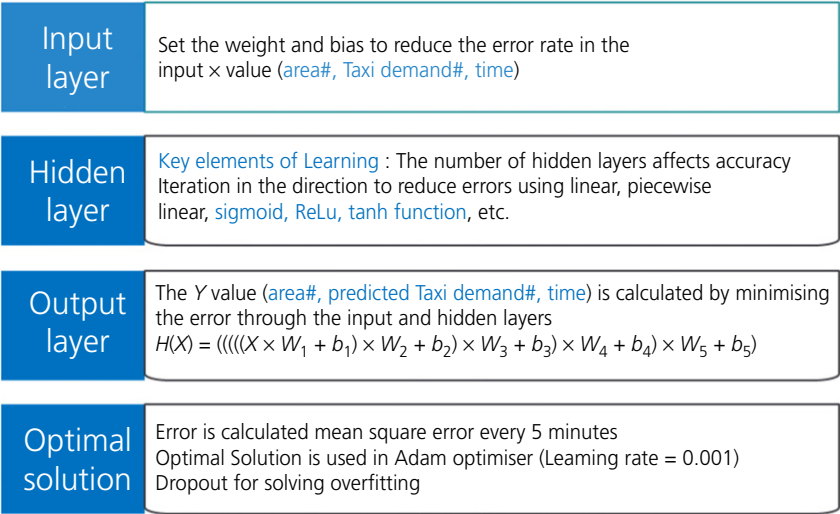 Input
layer
Set the weight and bias to reduce the error rate in the
input × value (area#, Taxi demand#, time)
Hidden
layer
Key elements of Learning : The number of hidden layers affects accuracy
Iteration in the direction to reduce errors using linear, piecewise
linear, sigmoid, ReLu, tanh function, etc.
Output
layer
The Y value (area#, predicted Taxi demand#, time) is calculated by minimising
the error through the input and hidden layers
H(X) = (((((X × W₁ + b₁) × W₂ + b₂) × W₃ + b₃) × W₄ + b₄) × W₅ + b₅)
Optimal
solution
Error is calculated mean square error every 5 minutes
Optimal Solution is used in Adam optimiser (Leaming rate = 0.001)
Dropout for solving overfitting